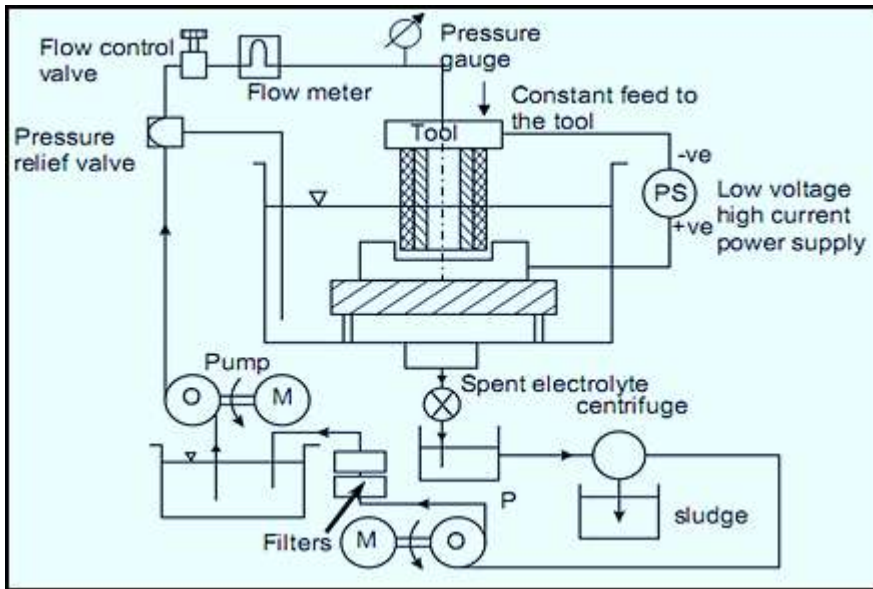 Flow control
valve
Flow meter
Pressure
gauge
Constant feed to
the tool
Tool
Pressure
relief valve
-ve
PS
+ve
Low voltage
high current
power supply
Pump
O
M
Spent electrolyte
centrifuge
P
Filters
M
O
sludge